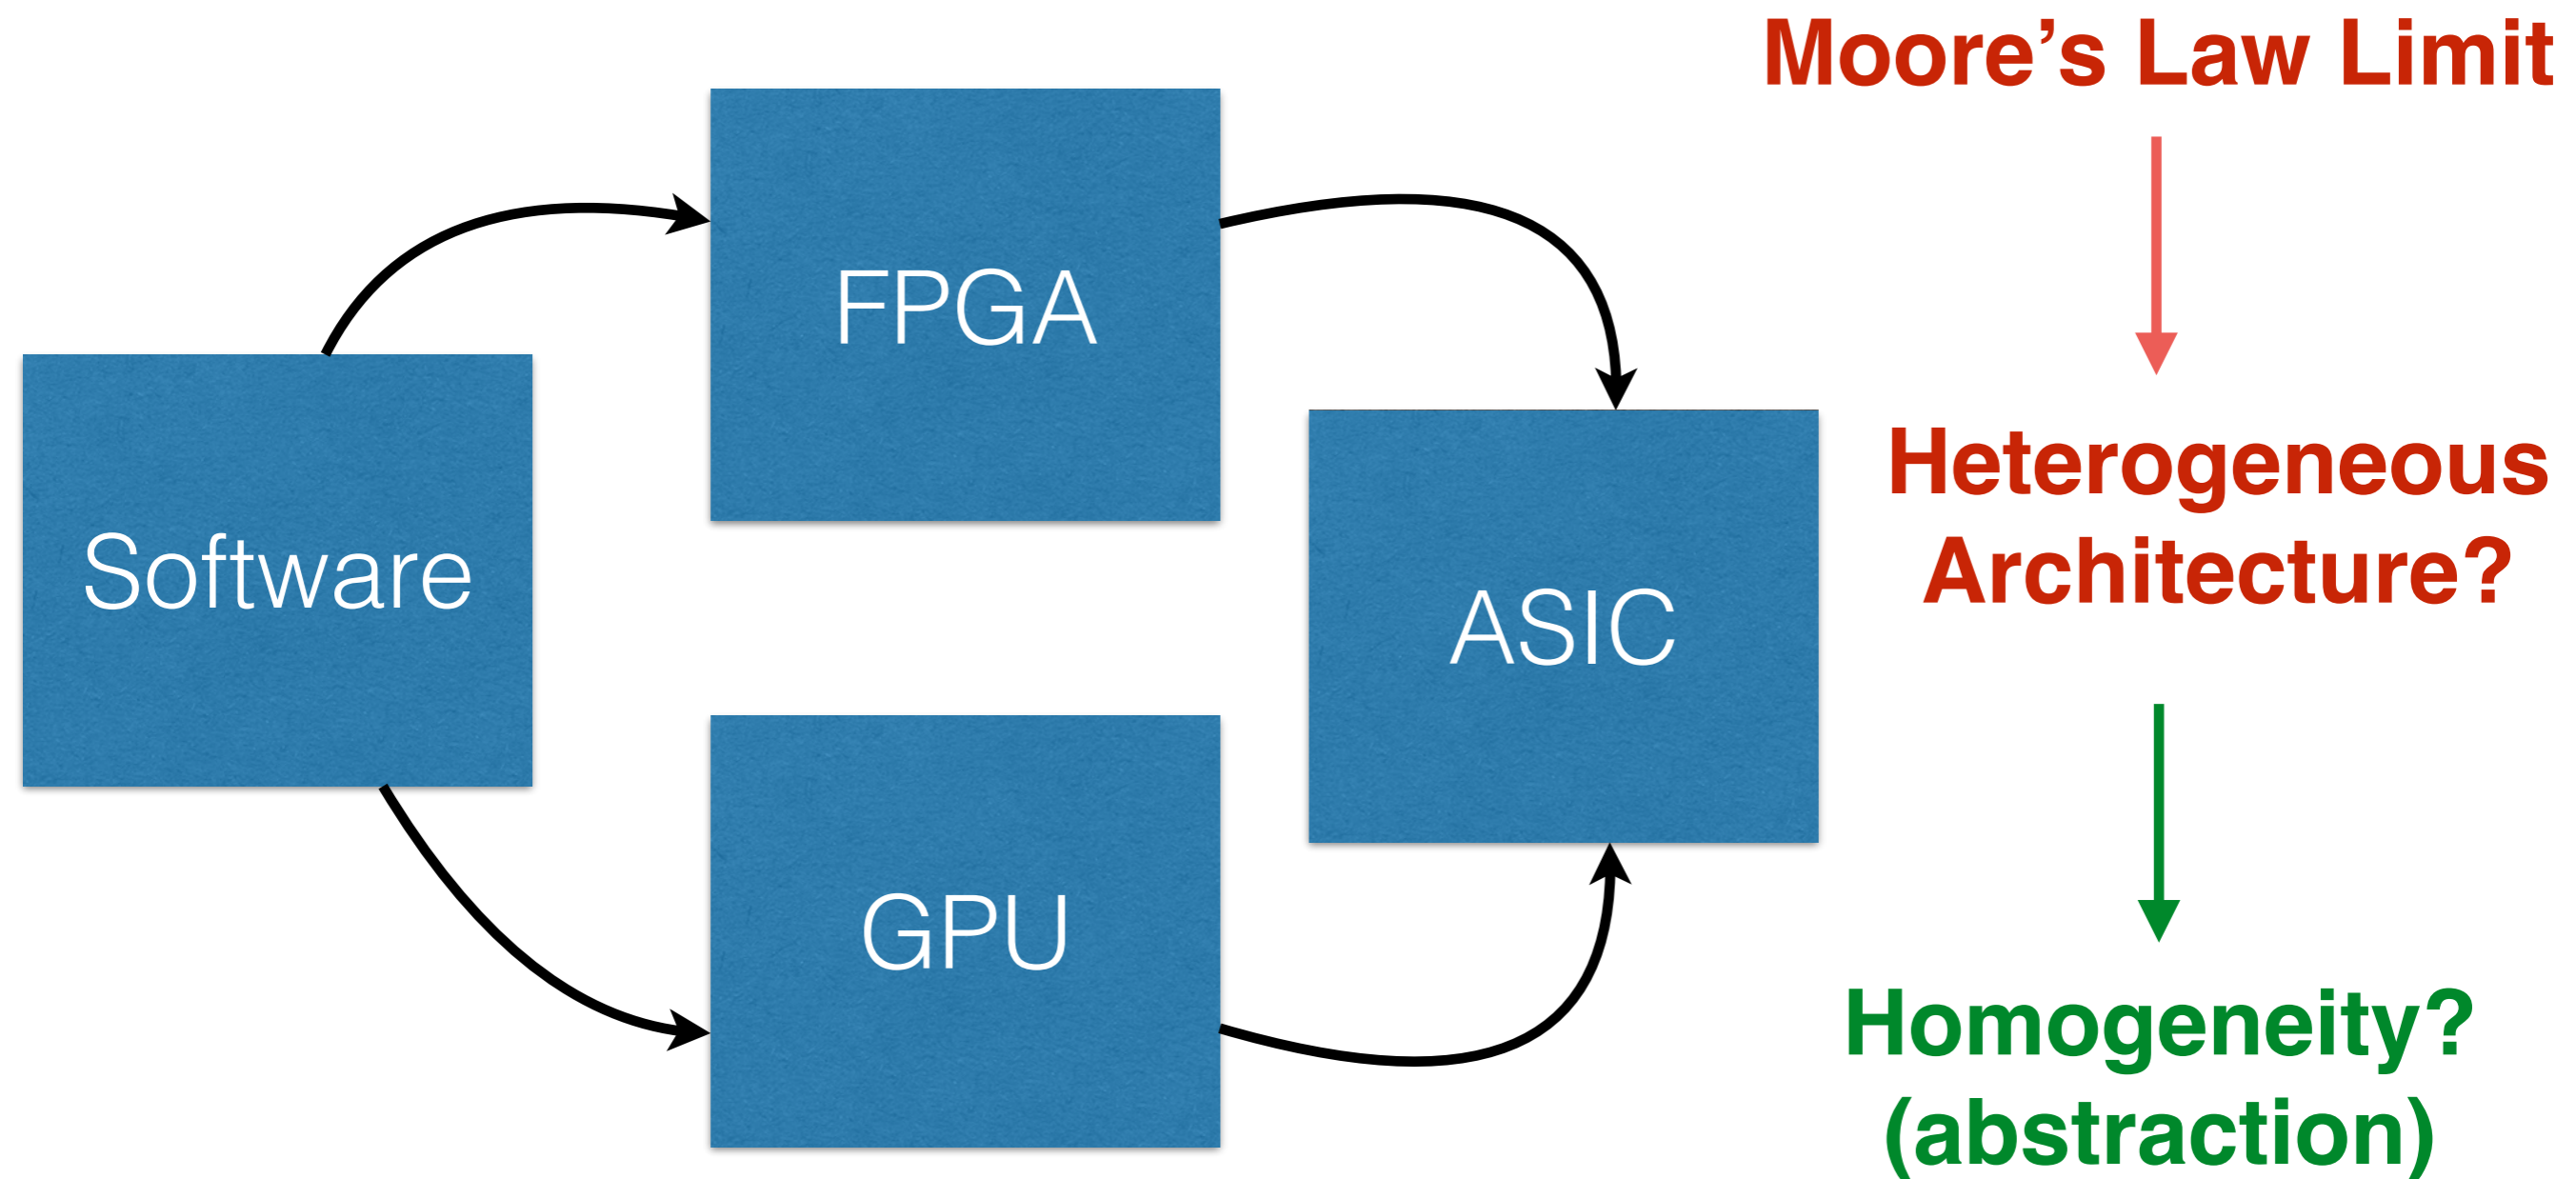 Moore’s Law Limit
FPGA
Software
ASIC
GPU
Heterogeneous
Architecture?
Homogeneity?
(abstraction)